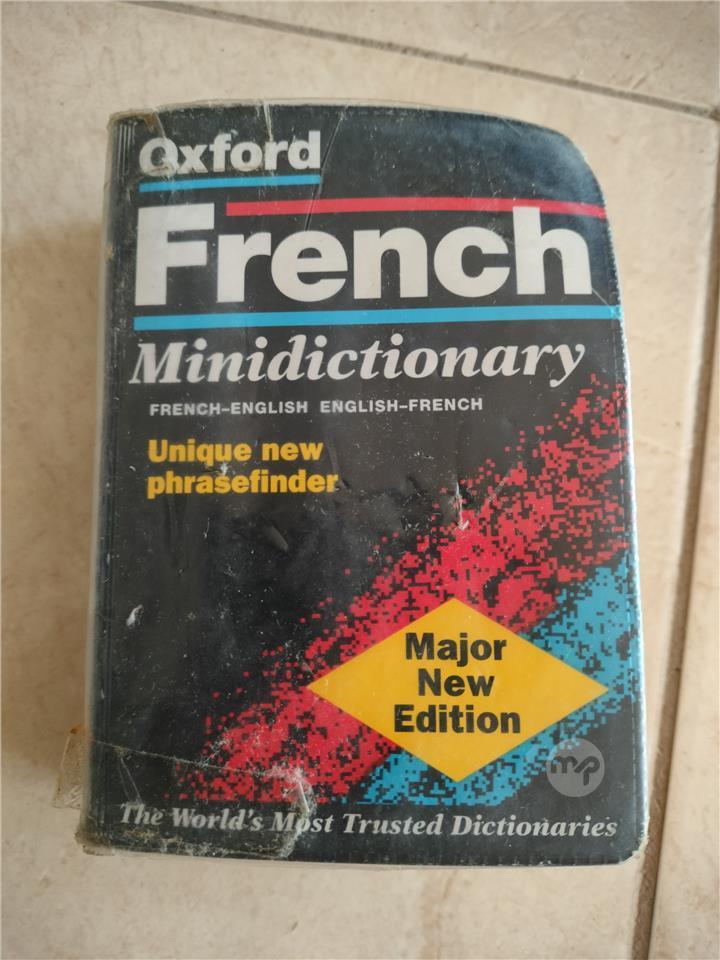 Oxford
French
Minidictionary
FRENCH–ENGLISH ENGLISH–FRENCH
Unique new
phrasefinder
Major
New
Edition
mp
The World's Most Trusted Dictionaries